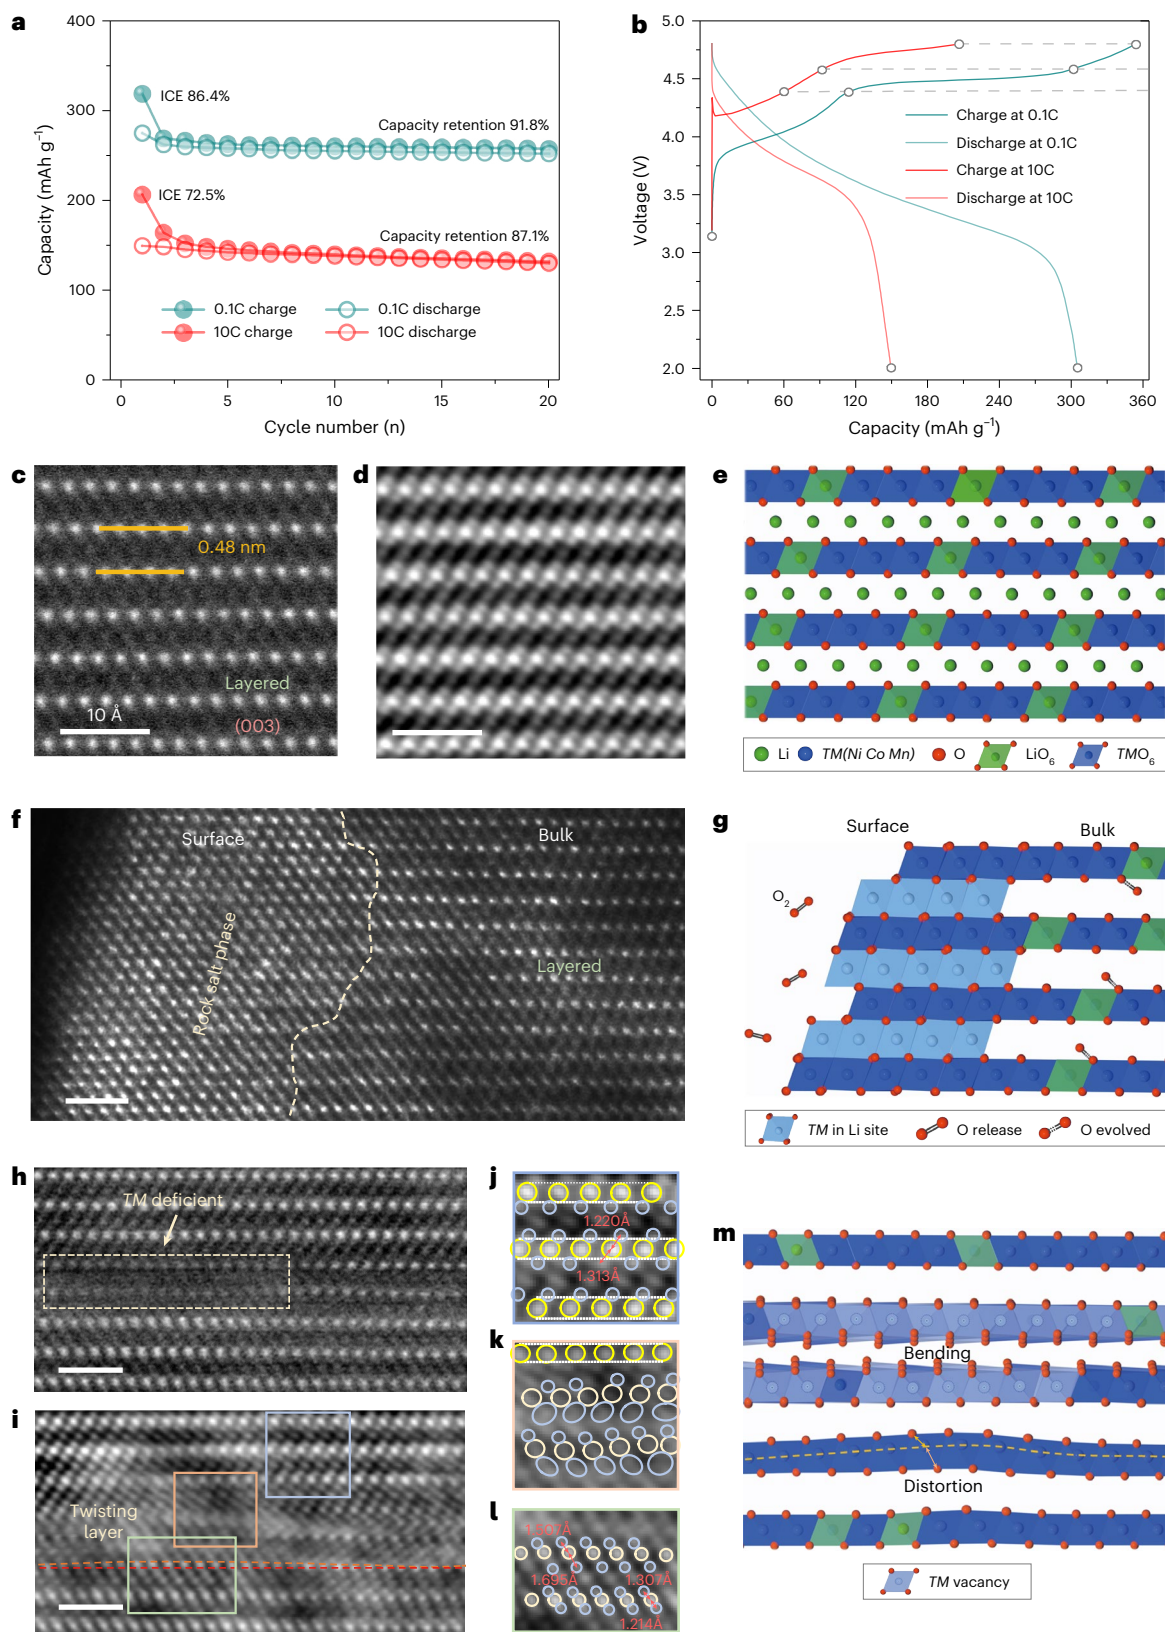 a
400
300
200
100
0
Capacity (mAh g⁻¹)
ICE 86.4%
Capacity retention 91.8%
ICE 72.5%
Capacity retention 87.1%
0.1C charge
0.1C discharge
10C charge
10C discharge
0 5 10 15 20
Cycle number (n)
b
5.0
4.5
4.0
3.5
3.0
2.5
2.0
Voltage (V)
Charge at 0.1C
Discharge at 0.1C
Charge at 10C
Discharge at 10C
0 60 120 180 240 300 360
Capacity (mAh g⁻¹)
c
0.48 nm
Layered
10 Å
(003)
d
e
Li TM(Ni Co Mn) O LiO₆ TMO₆
f
Surface
Bulk
Rock salt phase
Layered
g
Surface
Bulk
O₂
TM in Li site O release O evolved
h
TM deficient
i
Twisting
layer
j
1.220Å
1.313Å
k
l
1.607Å
1.695Å
1.307Å
1.214Å
m
Bending
Distortion
TM vacancy